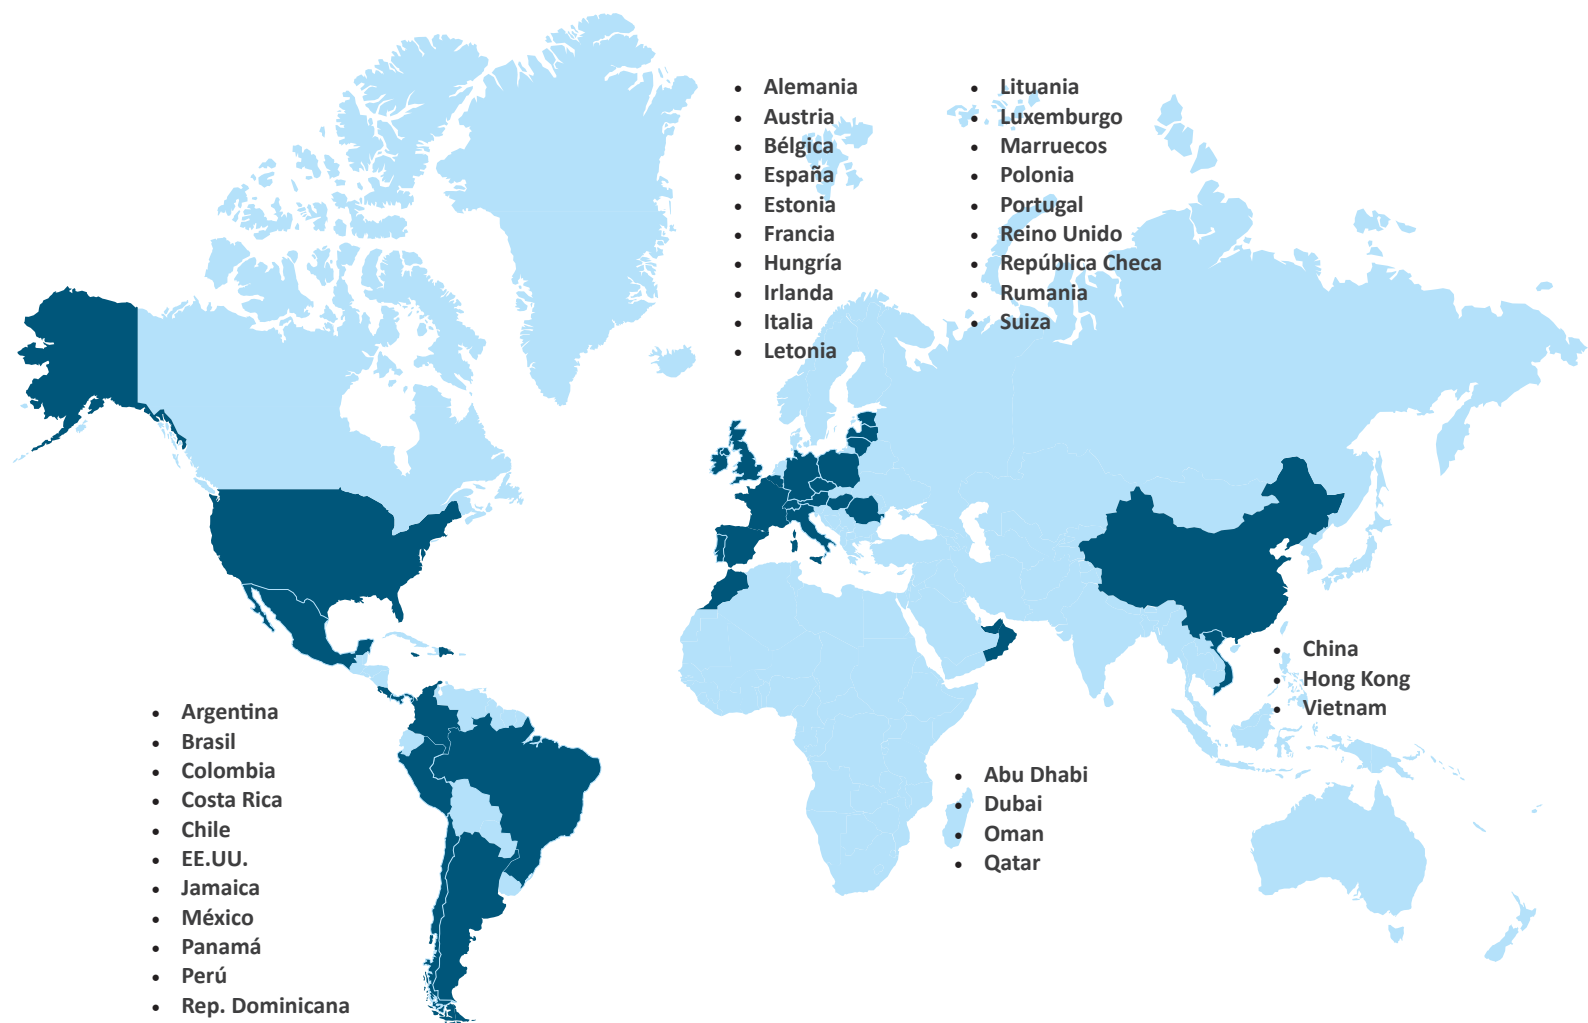 • Alemania
• Austria
• Bélgica
• España
• Estonia
• Francia
• Hungría
• Irlanda
• Italia
• Letonia
• Lituania
• Luxemburgo
• Marruecos
• Polonia
• Portugal
• Reino Unido
• República Checa
• Rumania
• Suiza
• China
• Hong Kong
• Vietnam
• Argentina
• Brasil
• Colombia
• Costa Rica
• Chile
• EE.UU.
• Jamaica
• México
• Panamá
• Perú
• Rep. Dominicana
• Abu Dhabi
• Dubai
• Oman
• Qatar